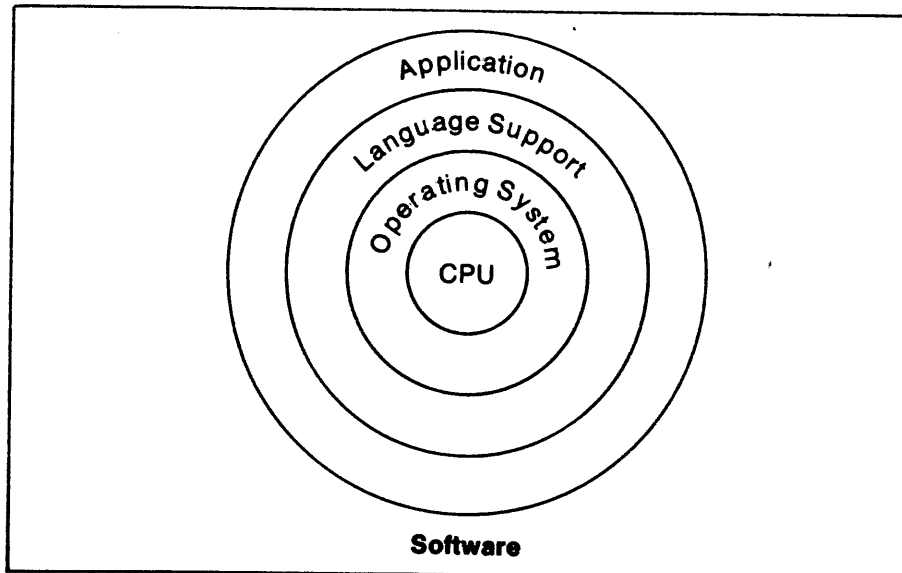 Application
Language Support
Operating System
CPU
Software